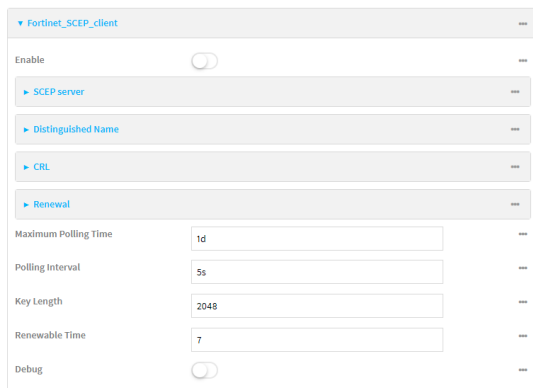 Fortinet_SCEP_client
Enable
SCEP server
Distinguished Name
CRL
Renewal
Maximum Polling Time 1d
Polling Interval 5s
Key Length 2048
Renewable Time 7
Debug